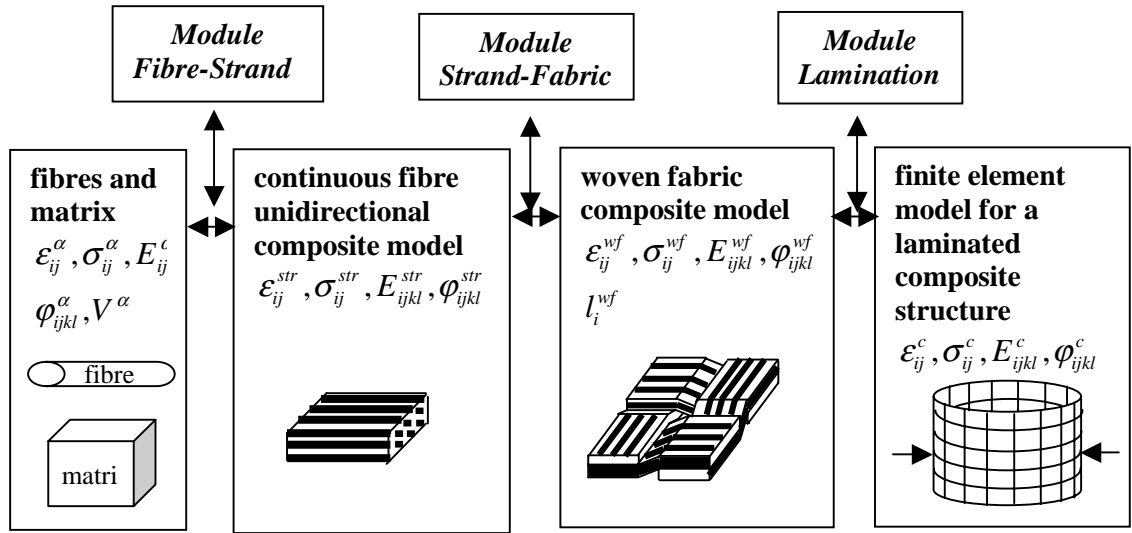 Module
Fibre-Strand
Module
Strand-Fabric
Module
Lamination
fibres and
matrix
ε_ij^α, σ_ij^α, E_ij
φ_ijkl^α, V^α
fibre
matri
continuous fibre
unidirectional
composite model
ε_ij^str, σ_ij^str, E_ijkl^str, φ_ijkl^str
woven fabric
composite model
ε_ij^wf, σ_ij^wf, E_ijkl^wf, φ_ijkl^wf
l_i^wf
finite element
model for a
laminated
composite
structure
ε_ij^c, σ_ij^c, E_ijkl^c, φ_ijkl^c